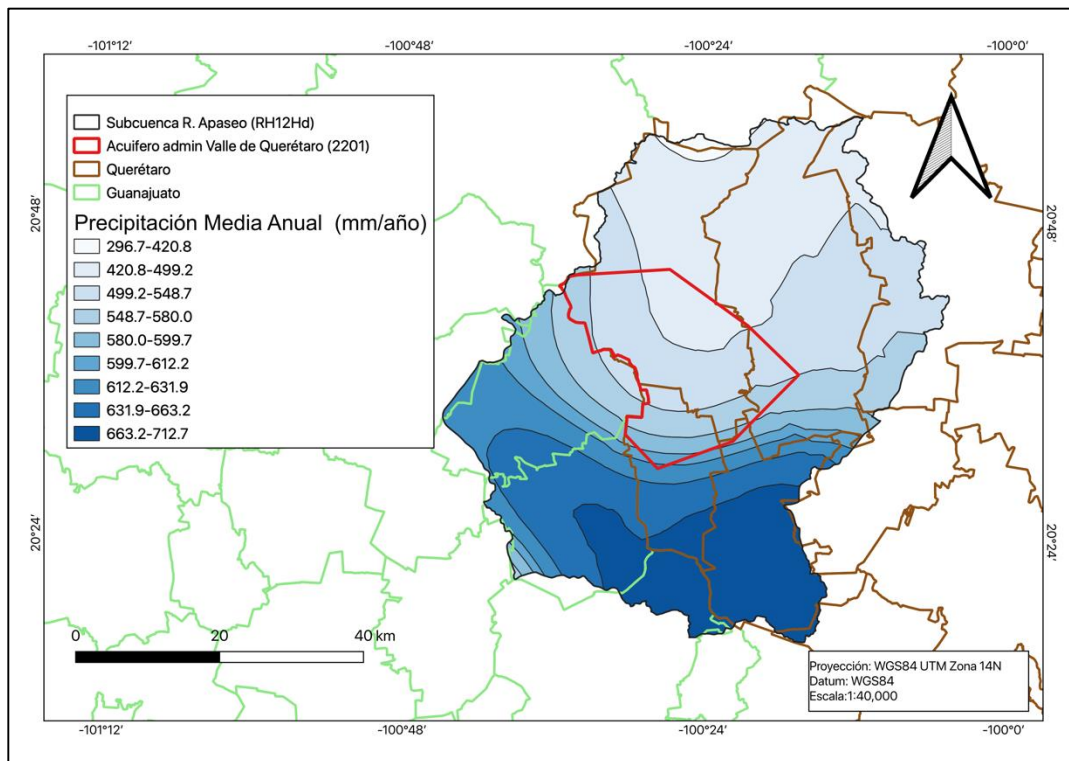 -101°12′ -100°48′ -100°24′ -100°0′
Subcuenca R. Apaseo (RH12Hd)
Acuifero admin Valle de Querétaro (2201)
Querétaro
Guanajuato
Precipitación Media Anual  (mm/año)
296.7-420.8
420.8-499.2
499.2-548.7
548.7-580.0
580.0-599.7
599.7-612.2
612.2-631.9
631.9-663.2
663.2-712.7
20°48′
20°48′
20°24′
20°24′
0 20 40 km
Proyección: WGS84 UTM Zona 14N
Datum: WGS84
Escala:1:40,000
-101°12′ -100°48′ -100°24′ -100°0′